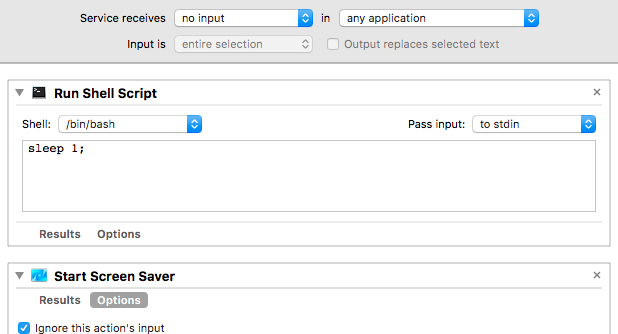 Service receives no input in any application
Input is entire selection Output replaces selected text
Run Shell Script
Shell: /bin/bash Pass input: to stdin
sleep 1;
Results Options
Start Screen Saver
Results Options
Ignore this action's input